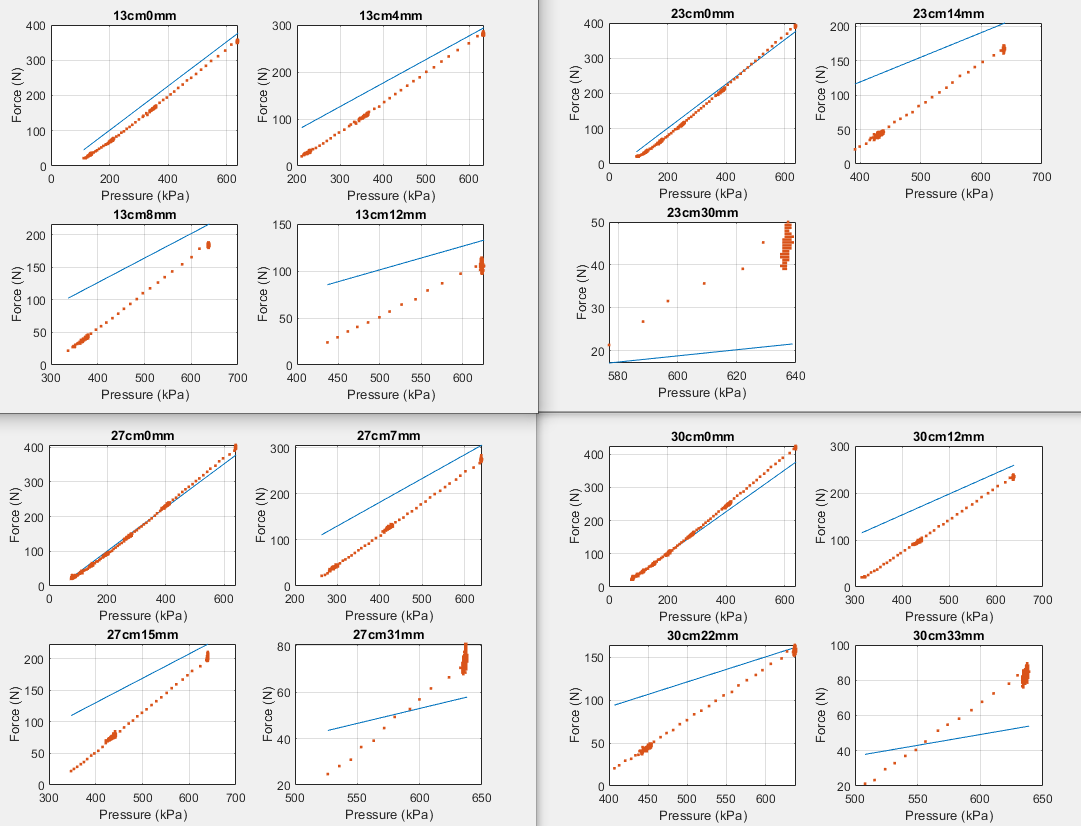 13cm0mm
400
300
200
100
0
0 200 400 600
Force (N)
Pressure (kPa)
13cm4mm
300
200
100
0
200 300 400 500 600
Force (N)
Pressure (kPa)
13cm8mm
200
150
100
50
0
300 400 500 600 700
Force (N)
Pressure (kPa)
13cm12mm
150
100
50
0
400 450 500 550 600
Force (N)
Pressure (kPa)
23cm0mm
400
300
200
100
0
0 200 400 600
Force (N)
Pressure (kPa)
23cm14mm
200
150
100
50
0
400 500 600 700
Force (N)
Pressure (kPa)
23cm30mm
50
40
30
20
580 600 620 640
Force (N)
Pressure (kPa)
27cm0mm
400
300
200
100
0
0 200 400 600
Force (N)
Pressure (kPa)
27cm7mm
300
200
100
0
200 300 400 500 600
Force (N)
Pressure (kPa)
27cm15mm
200
150
100
50
0
300 400 500 600 700
Force (N)
Pressure (kPa)
27cm31mm
80
60
40
20
500 550 600 650
Force (N)
Pressure (kPa)
30cm0mm
400
300
200
100
0
0 200 400 600
Force (N)
Pressure (kPa)
30cm12mm
300
200
100
0
300 400 500 600 700
Force (N)
Pressure (kPa)
30cm22mm
150
100
50
0
400 450 500 550 600
Force (N)
Pressure (kPa)
30cm33mm
100
80
60
40
20
500 550 600 650
Force (N)
Pressure (kPa)